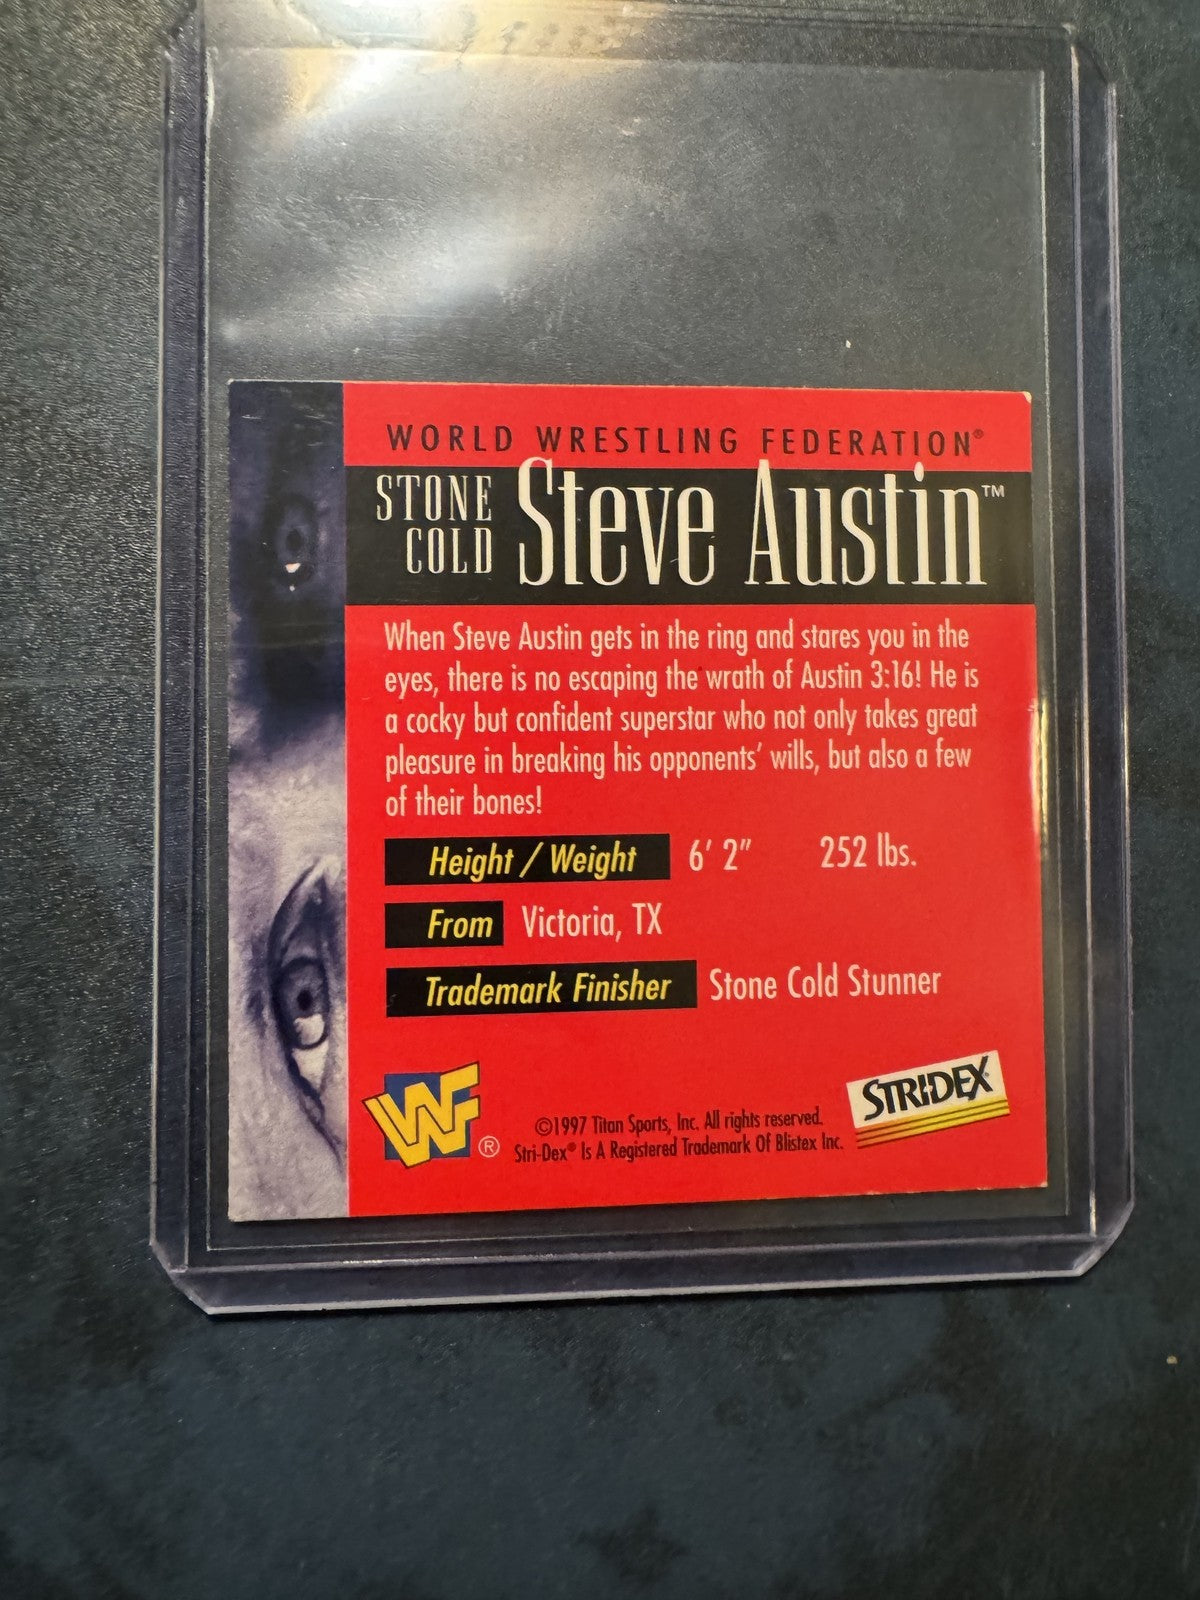 WORLD WRESTLING FEDERATION®
STONE COLD Steve Austin™
When Steve Austin gets in the ring and stares you in the
eyes, there is no escaping the wrath of Austin 3:16! He is
a cocky but confident superstar who not only takes great
pleasure in breaking his opponents' wills, but also a few
of their bones!
Height / Weight 6' 2" 252 lbs.
From Victoria, TX
Trademark Finisher Stone Cold Stunner
WF®
©1997 Titan Sports, Inc. All rights reserved.
Stri-Dex® Is A Registered Trademark Of Blistex Inc.
STRIDEX